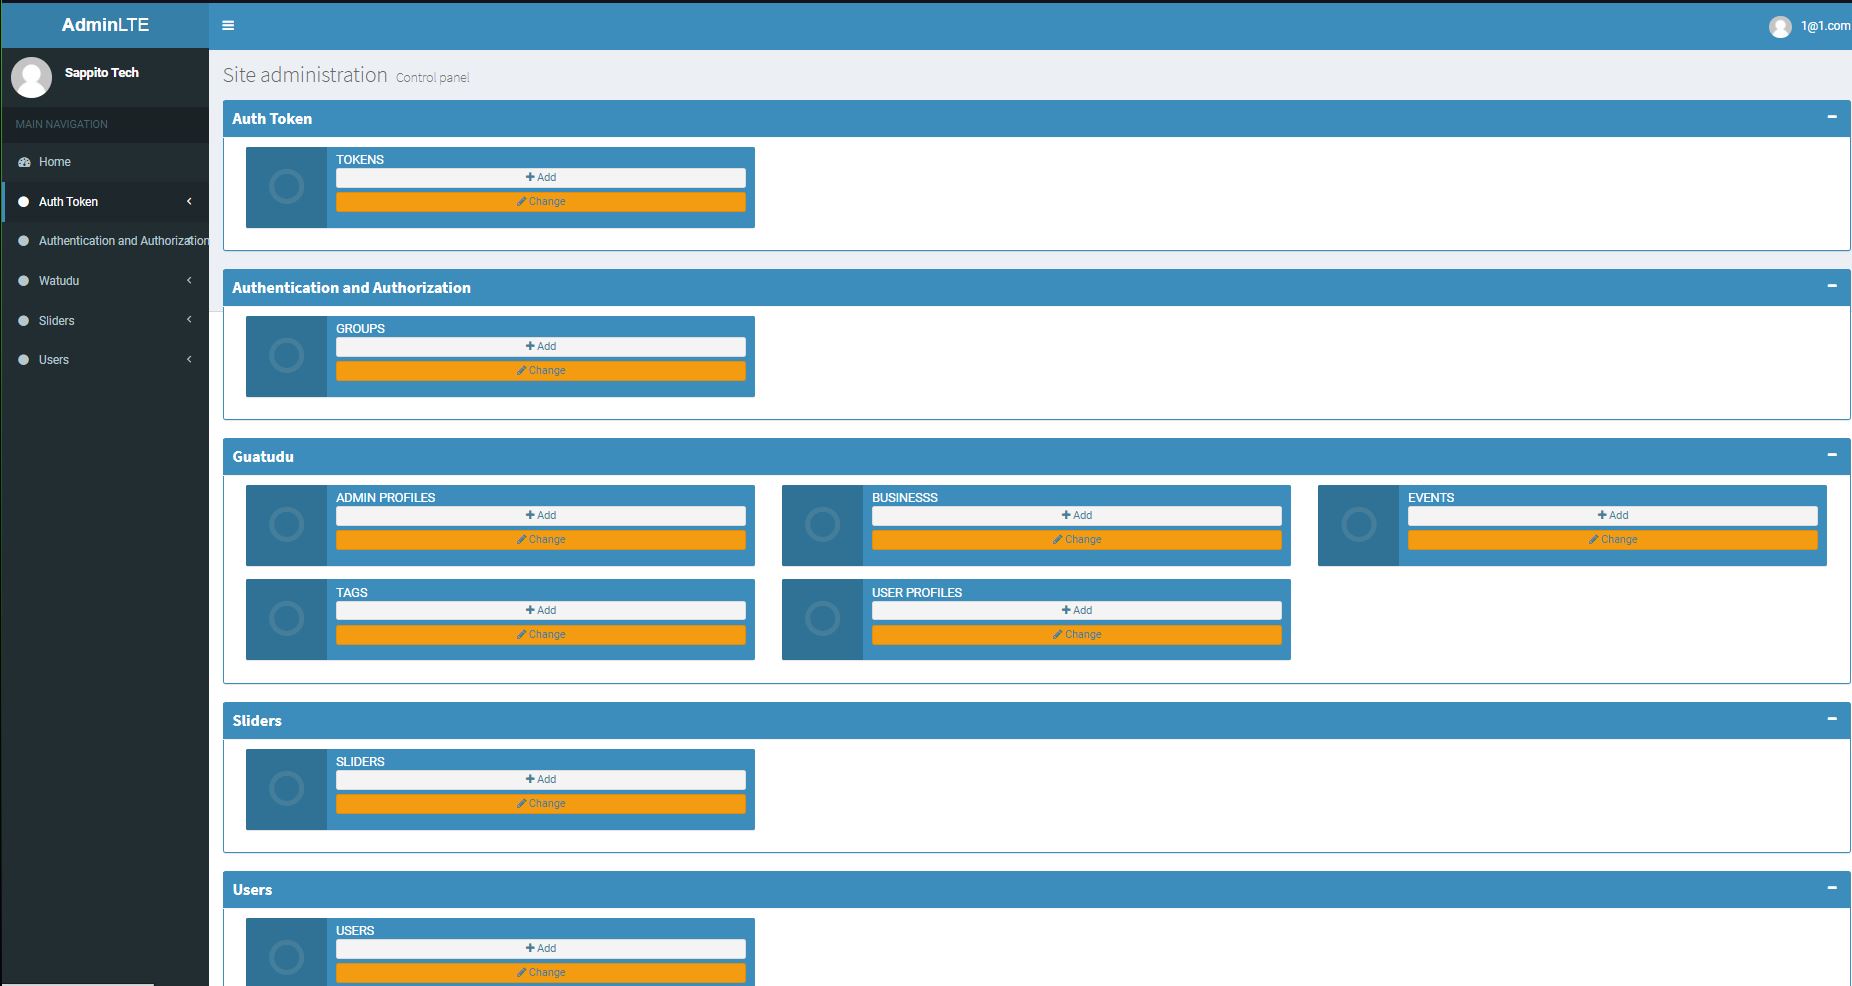 AdminLTE
1@1.com
Sappito Tech
MAIN NAVIGATION
Home
Auth Token
Authentication and Authorization
Watudu
Sliders
Users
Site administration Control panel
Auth Token
TOKENS
Add
Change
Authentication and Authorization
GROUPS
Add
Change
Guatudu
ADMIN PROFILES
Add
Change
BUSINESSS
Add
Change
EVENTS
Add
Change
TAGS
Add
Change
USER PROFILES
Add
Change
Sliders
SLIDERS
Add
Change
Users
USERS
Add
Change